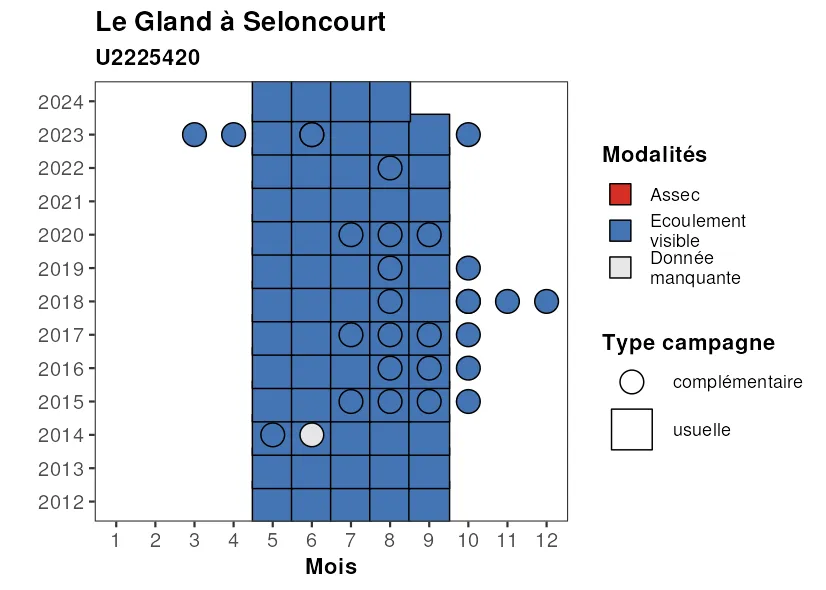 Le Gland à Seloncourt
U2225420
2024
2023
2022
2021
2020
2019
2018
2017
2016
2015
2014
2013
2012
1 2 3 4 5 6 7 8 9 10 11 12
Mois
Modalités
Assec
Ecoulement
visible
Donnée
manquante
Type campagne
complémentaire
usuelle